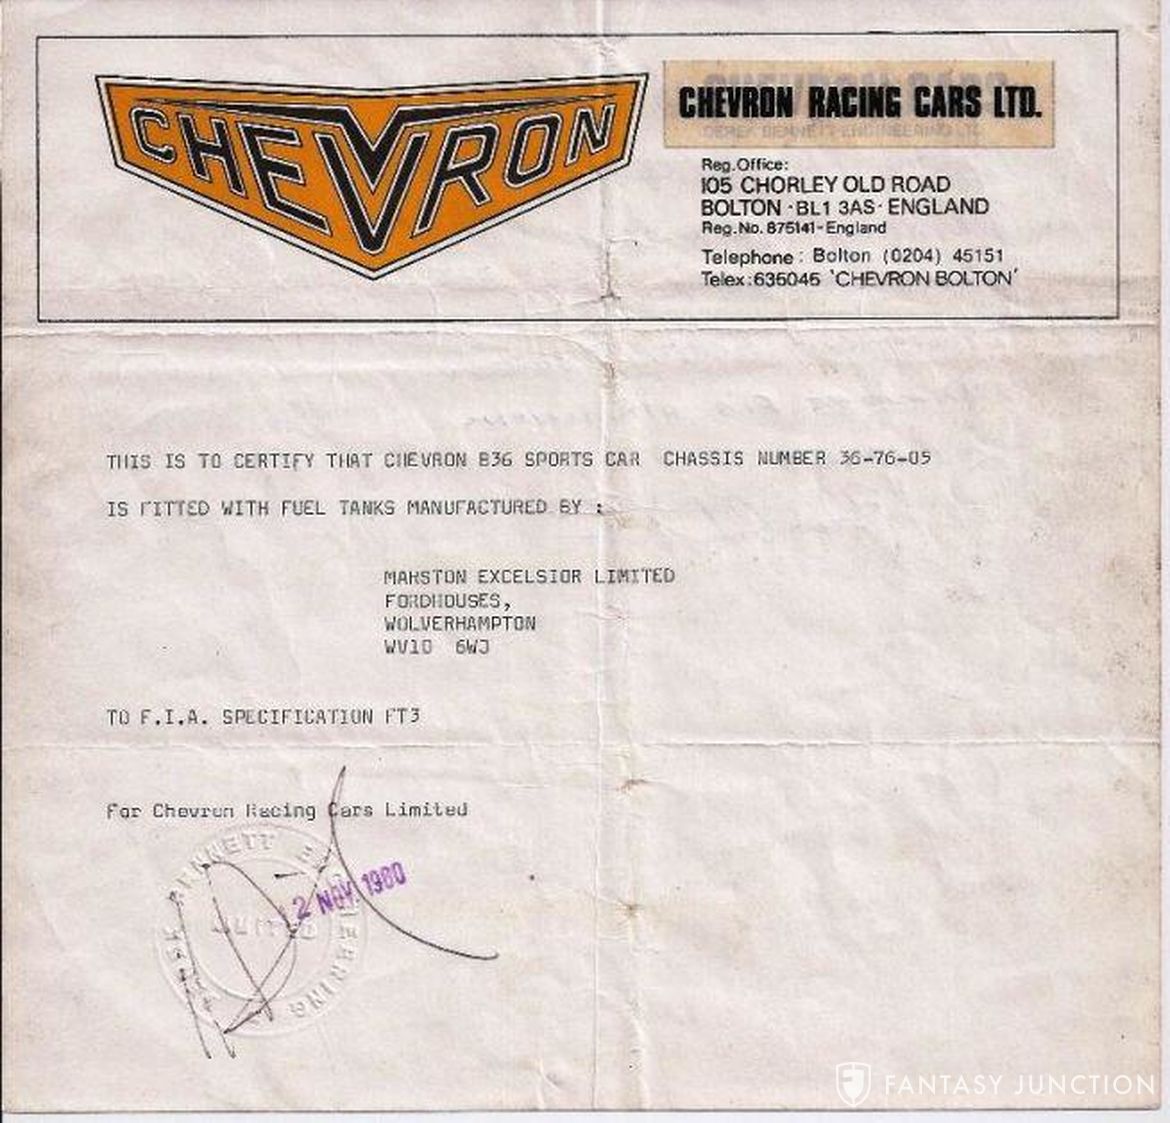 CHEVRON
CHEVRON RACING CARS LTD.
Reg.Office:
105 CHORLEY OLD ROAD
BOLTON · BL1 3AS · ENGLAND
Reg.No. 875141-England
Telephone: Bolton (0204) 45151
Telex: 635045 'CHEVRON BOLTON'
THIS IS TO CERTIFY THAT CHEVRON B36 SPORTS CAR CHASSIS NUMBER 36-76-05
IS FITTED WITH FUEL TANKS MANUFACTURED BY :
MARSTON EXCELSIOR LIMITED
FORDHOUSES,
WOLVERHAMPTON
WV10 6WJ
TO F.I.A. SPECIFICATION FT3
For Chevron Racing Cars Limited
2 NOV. 1980
LIMITED
FANTASY JUNCTION